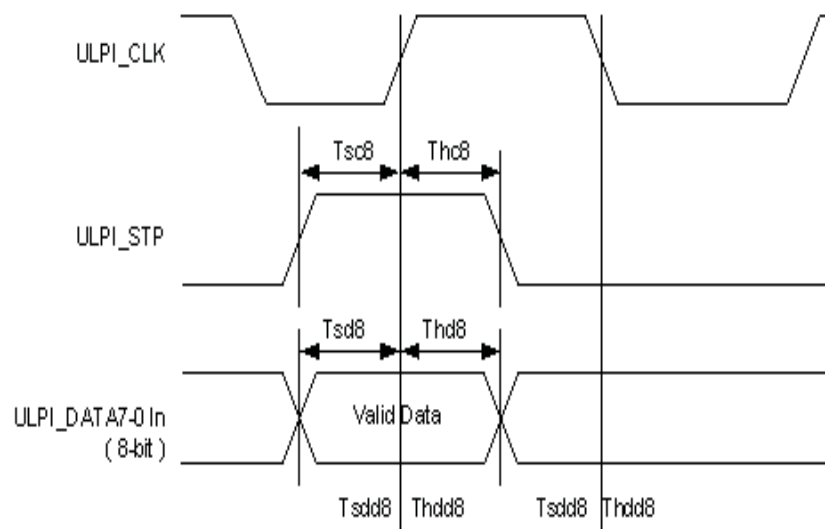 ULPI_CLK
Tsc8 Thc8
ULPI_STP
Tsd8 Thd8
ULPI_DATA7-0 In
( 8-bit )
Valid Data
Tsdd8 Thdd8 Tsdd8 Thdd8